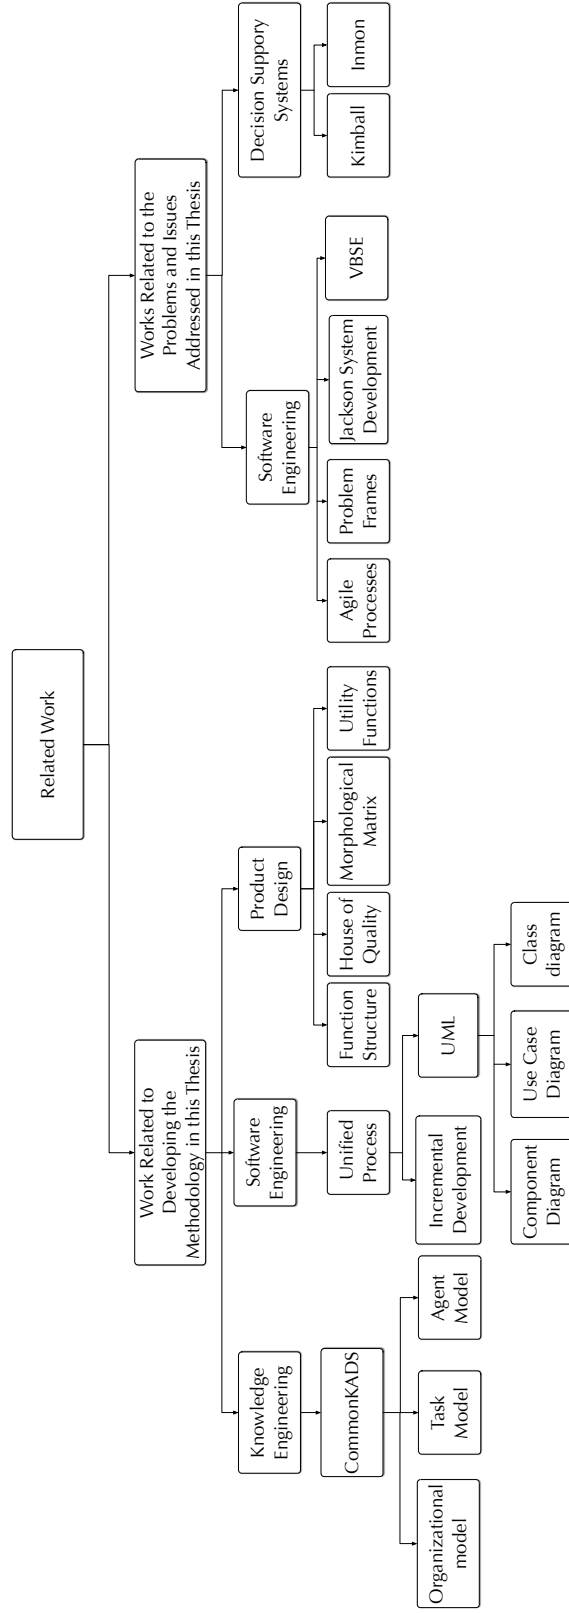 Related Work
Work Related to
Developing the
Methodology in this Thesis
Works Related to the
Problems and Issues
Addressed in this Thesis
Knowledge
Engineering
Software
Engineering
Product
Design
Software
Engineering
Decision Support
Systems
CommonKADS
Unified
Process
Function
Structure
House of
Quality
Morphological
Matrix
Utility
Functions
Agile
Processes
Problem
Frames
Jackson System
Development
VBSE
Kimball
Inmon
Organizational
model
Task
Model
Agent
Model
Incremental
Development
UML
Component
Diagram
Use Case
Diagram
Class
diagram